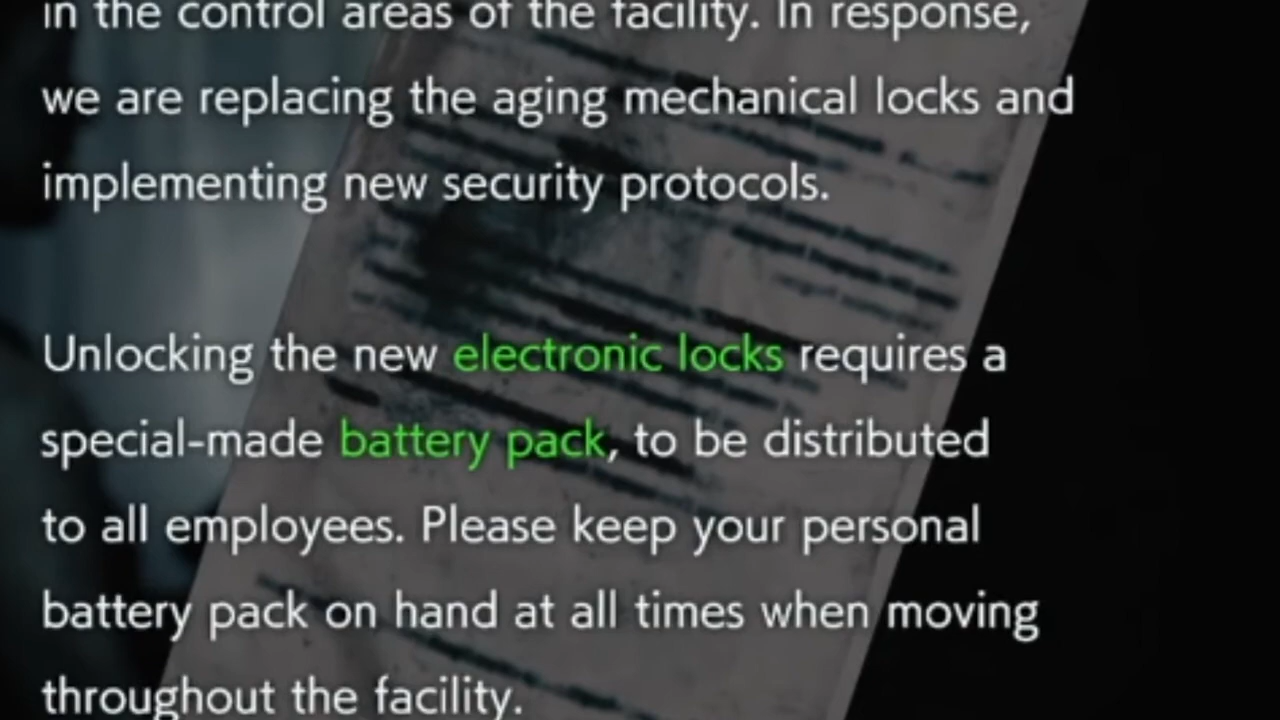 in the control areas of the facility. In response,
we are replacing the aging mechanical locks and
implementing new security protocols.
Unlocking the new electronic locks requires a
special-made battery pack, to be distributed
to all employees. Please keep your personal
battery pack on hand at all times when moving
throughout the facility.